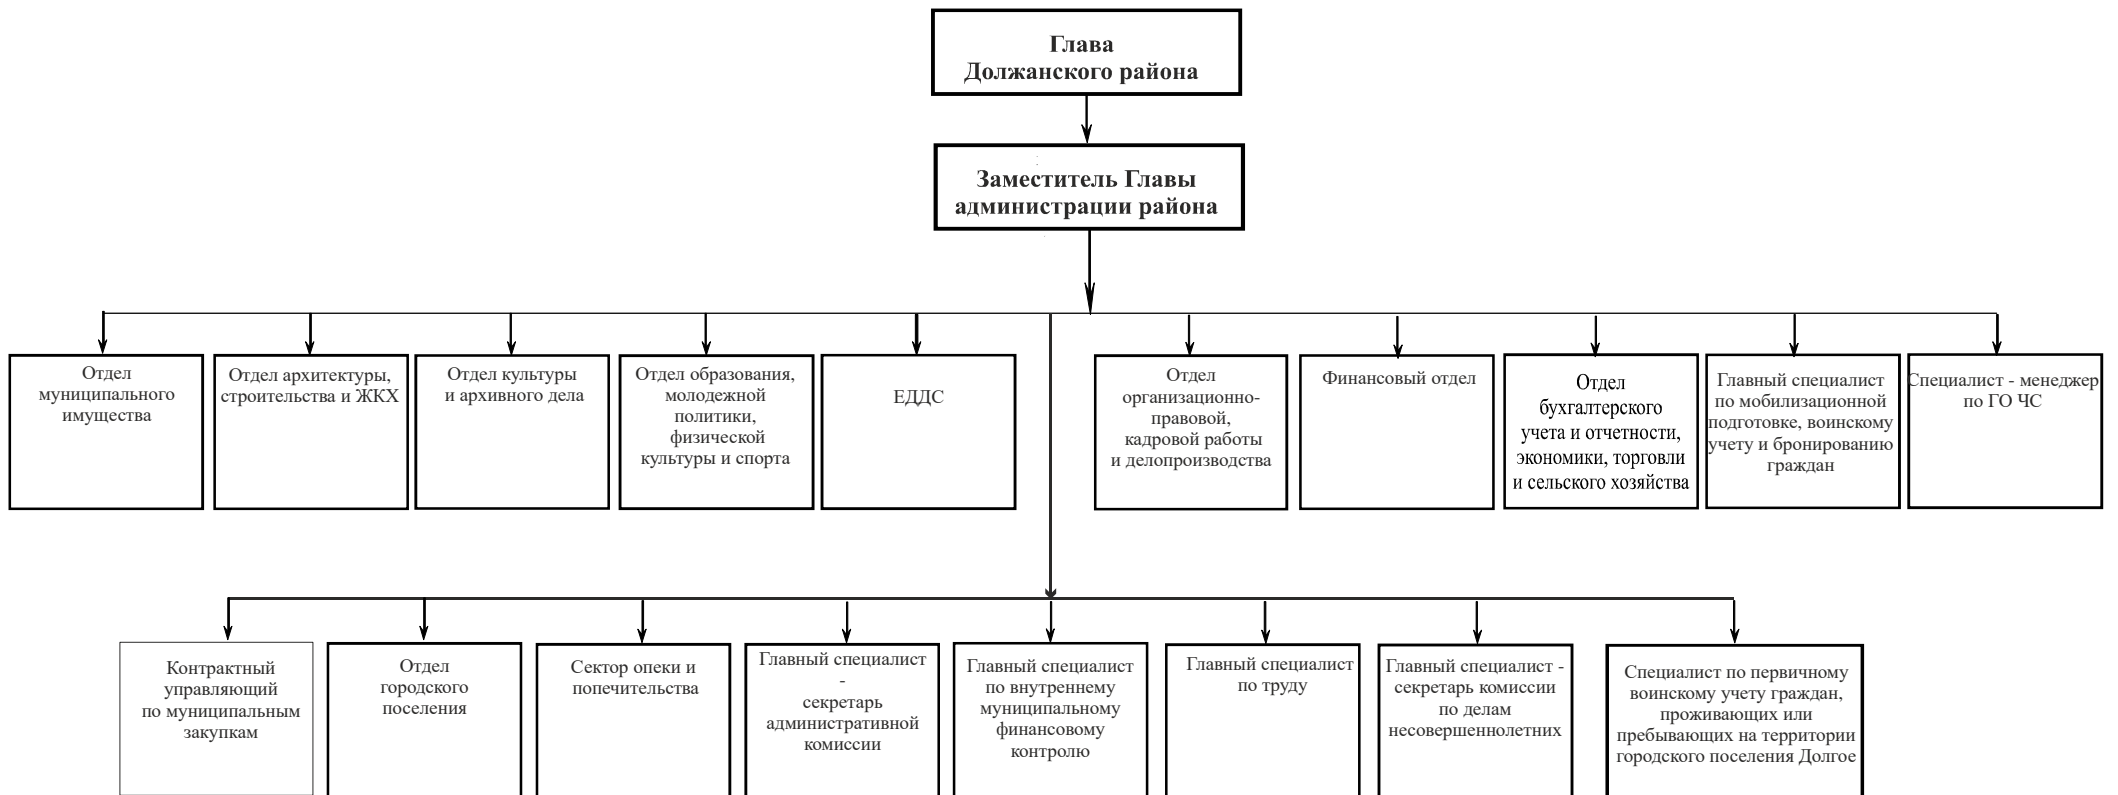 Глава
Должанского района
Заместитель Главы
администрации района
Отдел
муниципального
имущества
Отдел архитектуры,
строительства и ЖКХ
Отдел культуры
и архивного дела
Отдел образования,
молодежной
политики,
физической
культуры и спорта
ЕДДС
Отдел
организационно-
правовой,
кадровой работы
и делопроизводства
Финансовый отдел
Отдел
бухгалтерского
учета и отчетности,
экономики, торговли
и сельского хозяйства
Главный специалист
по мобилизационной
подготовке, воинскому
учету и бронированию
граждан
Специалист - менеджер
по ГО ЧС
Контрактный
управляющий
по муниципальным
закупкам
Отдел
городского
поселения
Сектор опеки и
попечительства
Главный специалист
-
секретарь
административной
комиссии
Главный специалист
по внутреннему
муниципальному
финансовому
контролю
Главный специалист
по труду
Главный специалист -
секретарь комиссии
по делам
несовершеннолетних
Специалист по первичному
воинскому учету граждан,
проживающих или
пребывающих на территории
городского поселения Долгое